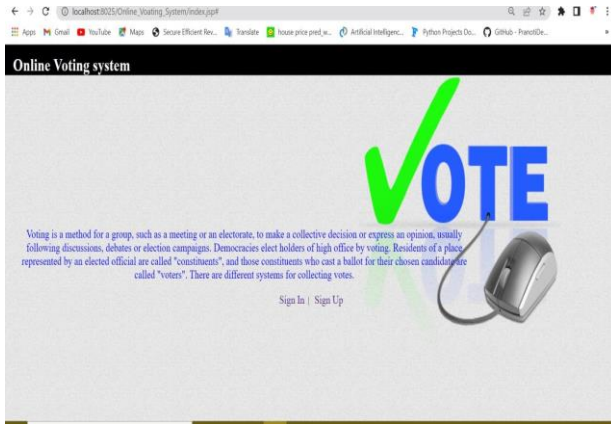 localhost:8025/Online_Voating_System/index.jsp#
Apps Gmail YouTube Maps Secure Efficient Rev... Translate house price pred_w... Artificial Intelligenc... Python Projects Do... GitHub - PranotiDe...
Online Voting system
VOTE
Voting is a method for a group, such as a meeting or an electorate, to make a collective decision or express an opinion, usually
following discussions, debates or election campaigns. Democracies elect holders of high office by voting. Residents of a place
represented by an elected official are called "constituents", and those constituents who cast a ballot for their chosen candidate are
called "voters". There are different systems for collecting votes.
Sign In | Sign Up